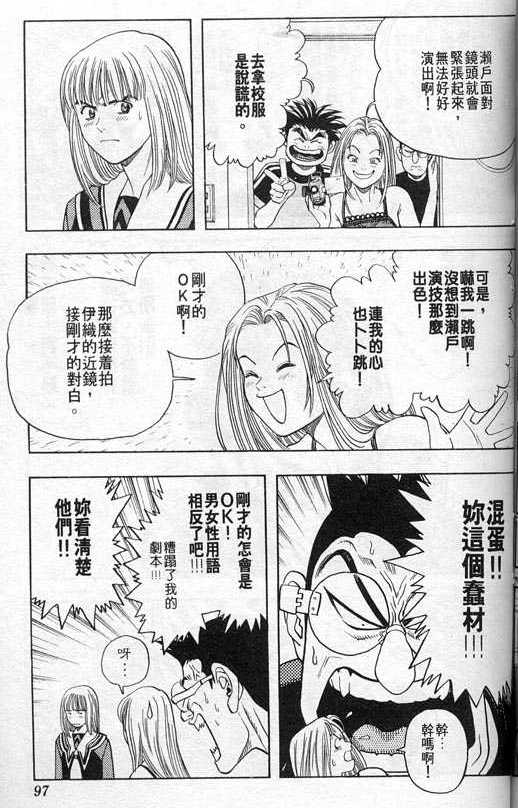 瀨戶面對
鏡頭就會
緊張起來，
無法好好
演出啊！
去拿校服
是說謊的。
可是，
嚇我一跳啊！
沒想到瀨戶
演技那麼
出色！
連我的心
也卜卜跳！
剛才的
OK啊！
那麼接着拍
伊織的近鏡，
接剛才的對白。
混蛋！！
妳這個蠢材！！！
幹…
幹嗎啊！
剛才的怎會是
OK！
男女性用語
相反了吧！！！
糟蹋了我的
劇本！！！
呀…
妳看清楚
他們！！
97